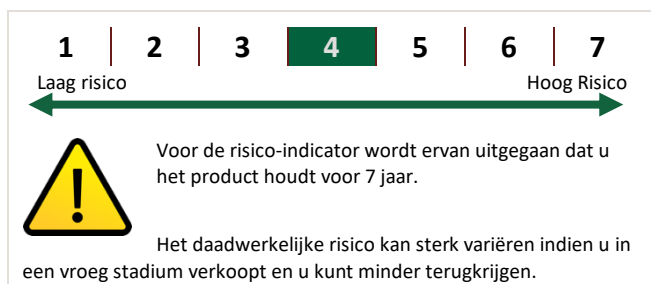 1 2 3 4 5 6 7
Laag risico Hoog Risico
Voor de risico-indicator wordt ervan uitgegaan dat u
het product houdt voor 7 jaar.
Het daadwerkelijke risico kan sterk variëren indien u in
een vroeg stadium verkoopt en u kunt minder terugkrijgen.